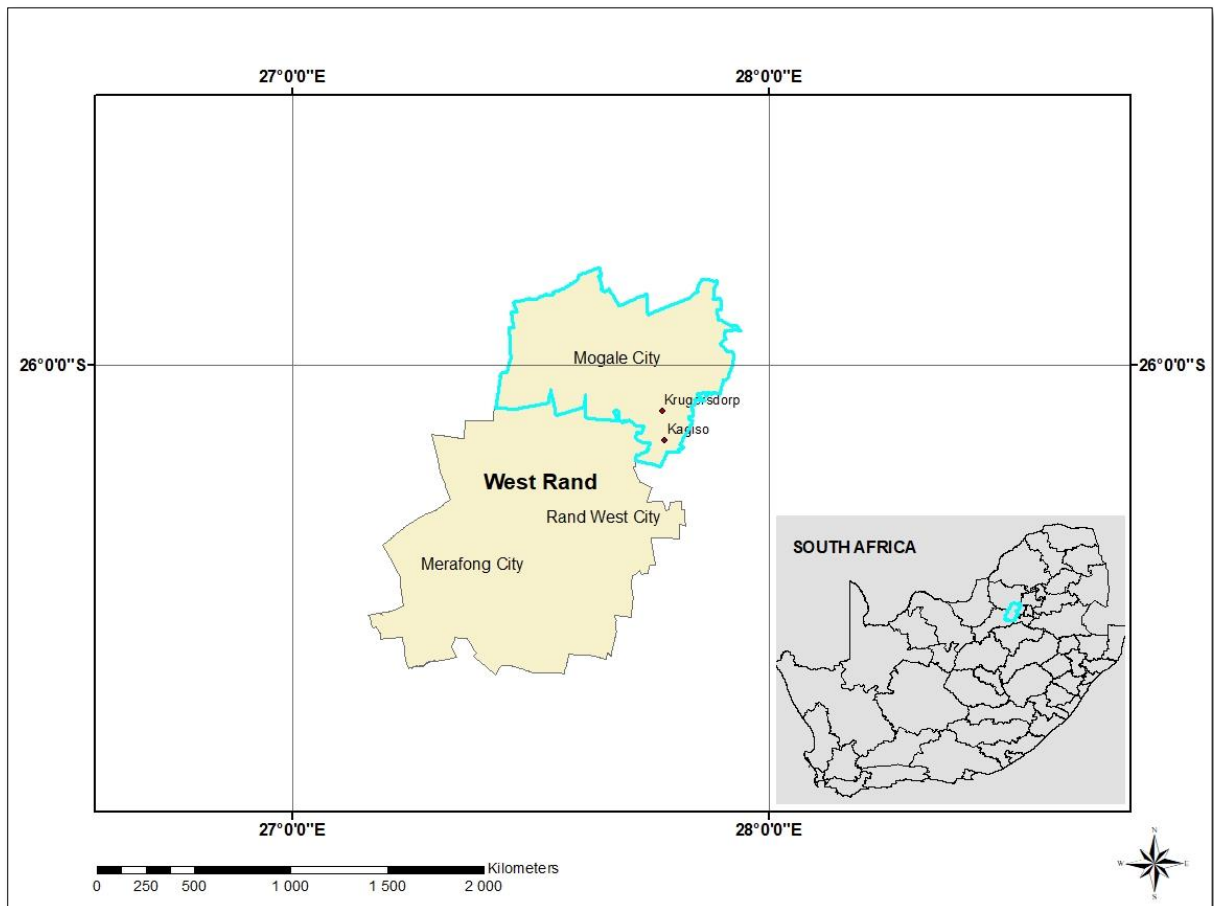 27°0'0"E
28°0'0"E
26°0'0"S
26°0'0"S
Mogale City
Krugersdorp
Kagiso
West Rand
Rand West City
Merafong City
SOUTH AFRICA
27°0'0"E
28°0'0"E
Kilometers
0 250 500 1 000 1 500 2 000
N
W E
S